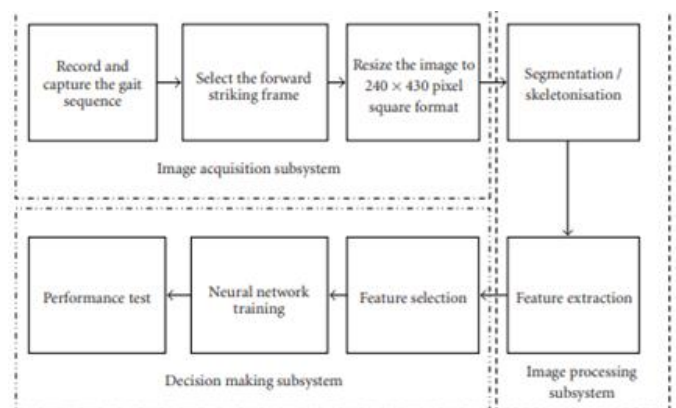 Record and
capture the gait
sequence
Select the forward
striking frame
Resize the image to
240 × 430 pixel
square format
Segmentation /
skeletonisation
Image acquisition subsystem
Performance test
Neural network
training
Feature selection
Feature extraction
Decision making subsystem
Image processing
subsystem